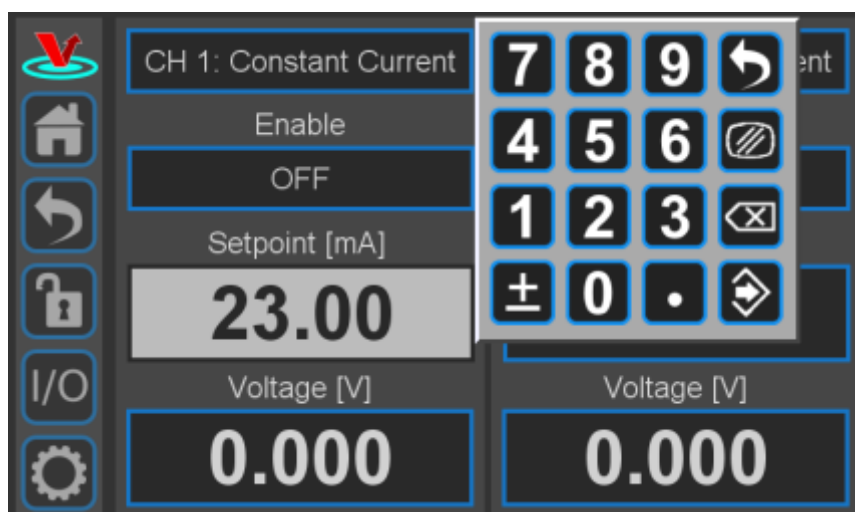 CH 1: Constant Current
7 8 9
ent
Enable
4 5 6
OFF
1 2 3
Setpoint [mA]
± 0 .
23.00
I/O
Voltage [V]
Voltage [V]
0.000
0.000